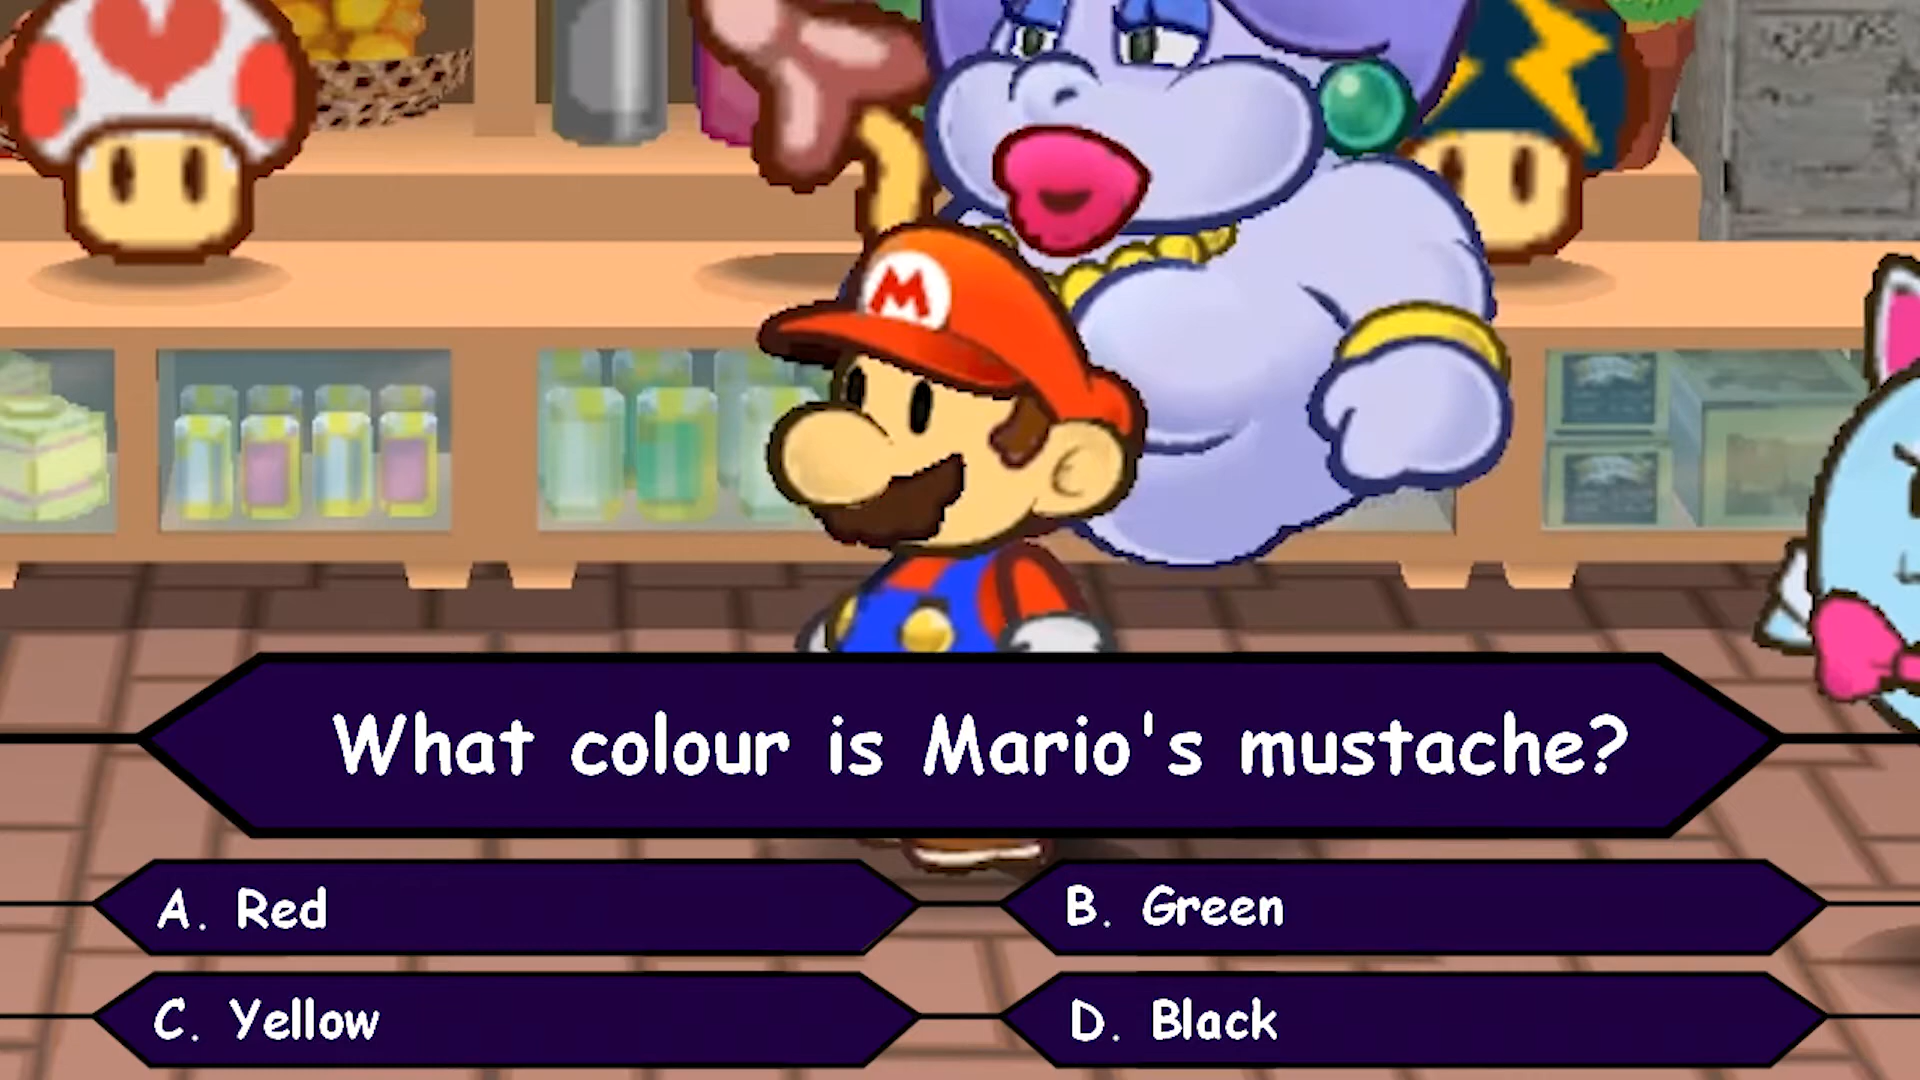 M
What colour is Mario's mustache?
A. Red
B. Green
C. Yellow
D. Black